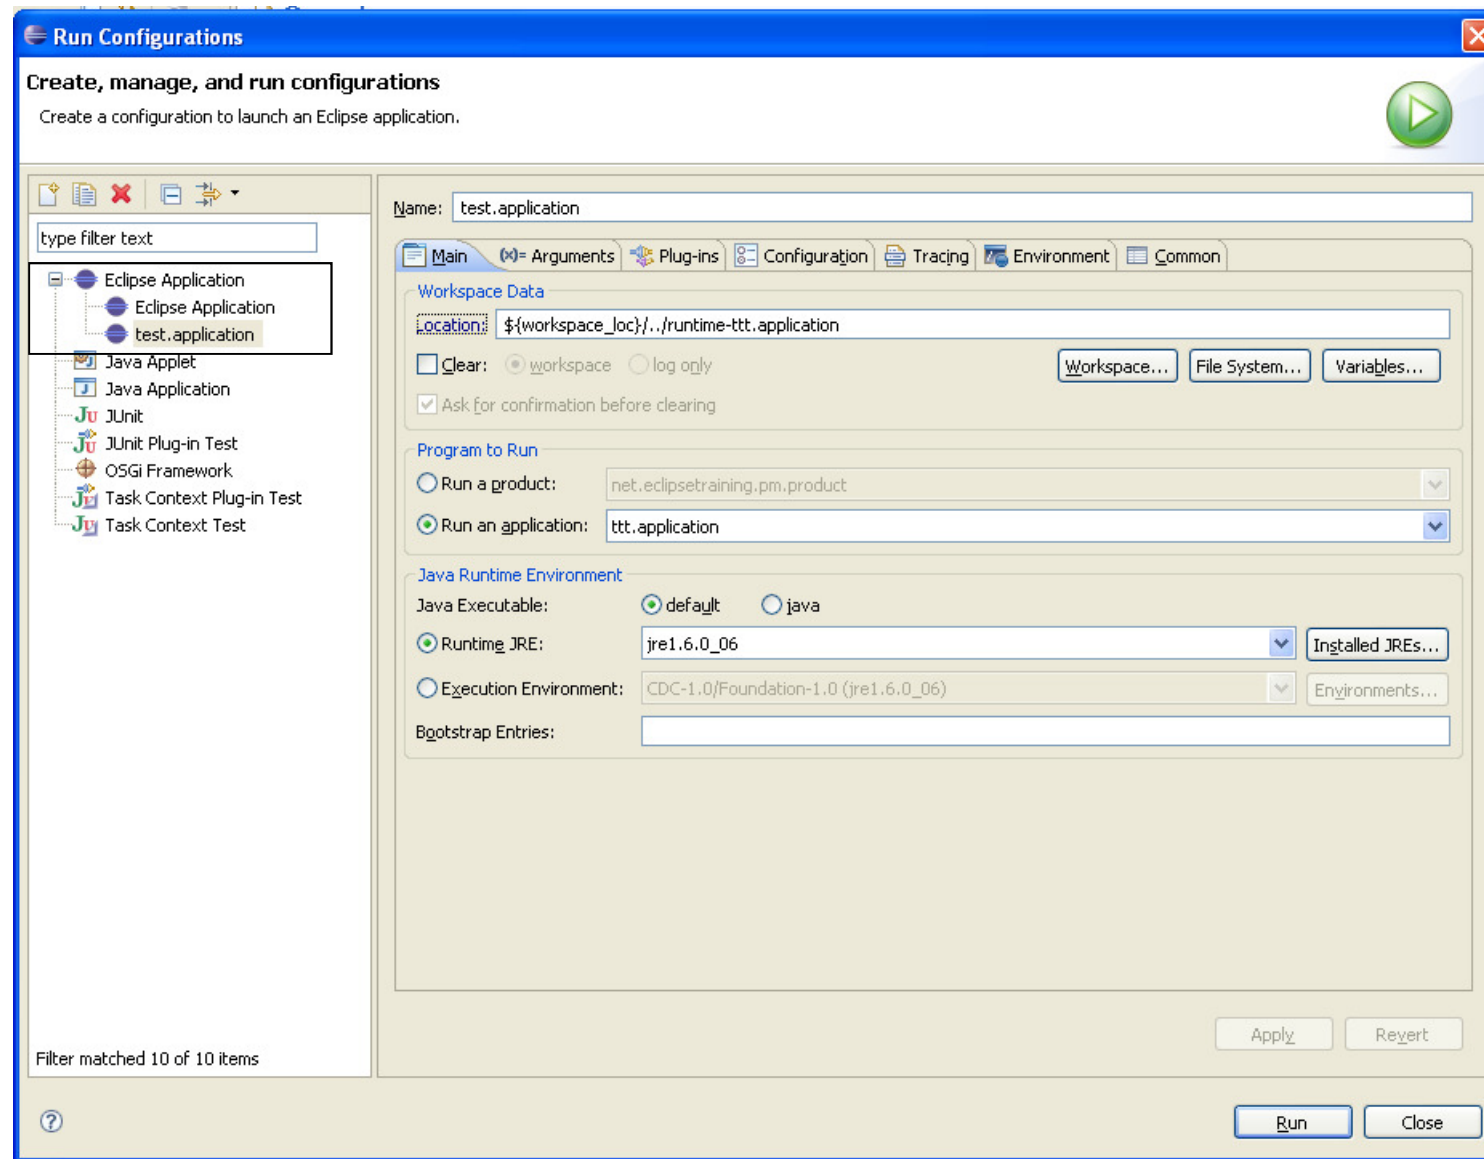 Run Configurations
Create, manage, and run configurations
Create a configuration to launch an Eclipse application.
type filter text
Eclipse Application
Eclipse Application
test.application
Java Applet
Java Application
JUnit
JUnit Plug-in Test
OSGi Framework
Task Context Plug-in Test
Task Context Test
Filter matched 10 of 10 items
Name: test.application
Main (x)= Arguments Plug-ins Configuration Tracing Environment Common
Workspace Data
Location: ${workspace_loc}/../runtime-ttt.application
Clear: workspace log only Workspace... File System... Variables...
Ask for confirmation before clearing
Program to Run
Run a product: net.eclipsetraining.pm.product
Run an application: ttt.application
Java Runtime Environment
Java Executable: default java
Runtime JRE: jre1.6.0_06 Installed JREs...
Execution Environment: CDC-1.0/Foundation-1.0 (jre1.6.0_06) Environments...
Bootstrap Entries:
Apply Revert
Run Close